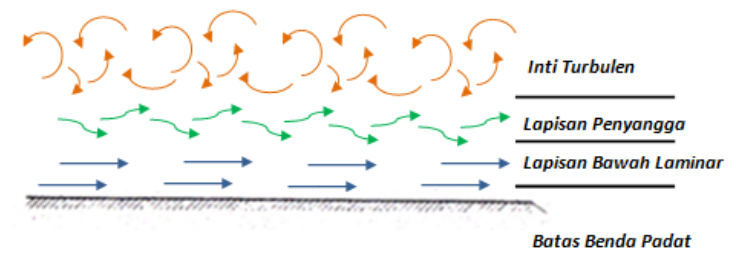 Inti Turbulen
Lapisan Penyangga
Lapisan Bawah Laminar
Batas Benda Padat